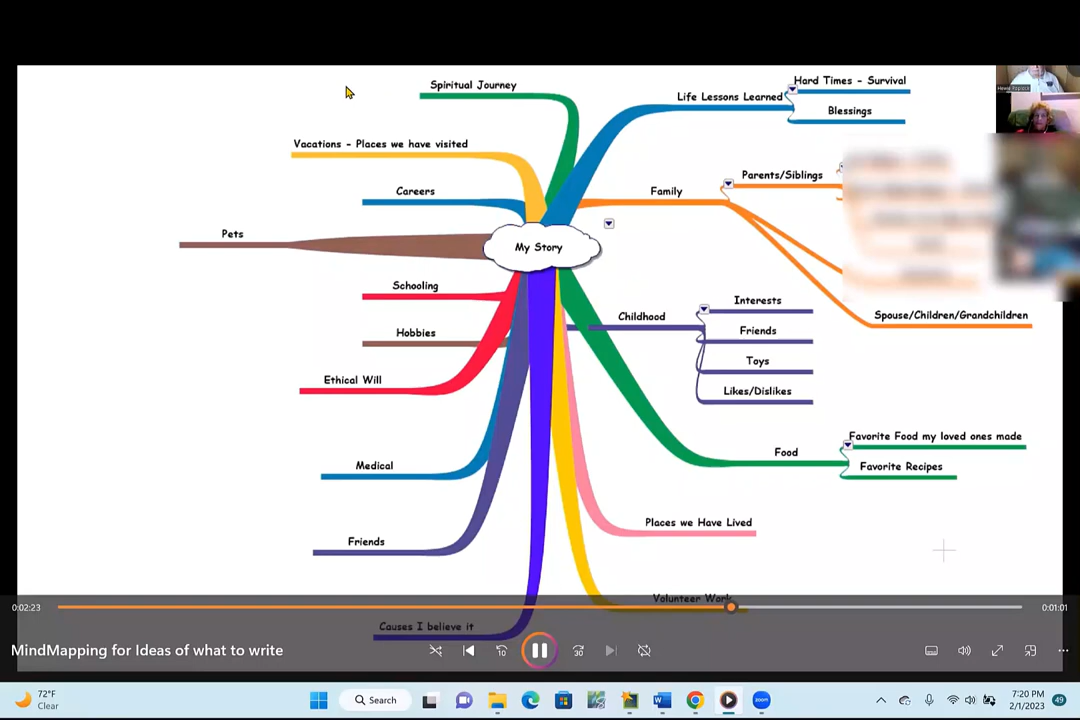 Spiritual Journey
Life Lessons Learned
Hard Times - Survival
Blessings
Vacations - Places we have visited
Careers
Family
Parents/Siblings
Spouse/Children/Grandchildren
Pets
My Story
Schooling
Hobbies
Ethical Will
Childhood
Interests
Friends
Toys
Likes/Dislikes
Medical
Food
Favorite Food my loved ones made
Favorite Recipes
Friends
Places we Have Lived
Volunteer Work
Causes I believe it
0:02:23
0:01:01
MindMapping for Ideas of what to write
10
30
72°F
Clear
Search
zoom
7:20 PM
2/1/2023
49